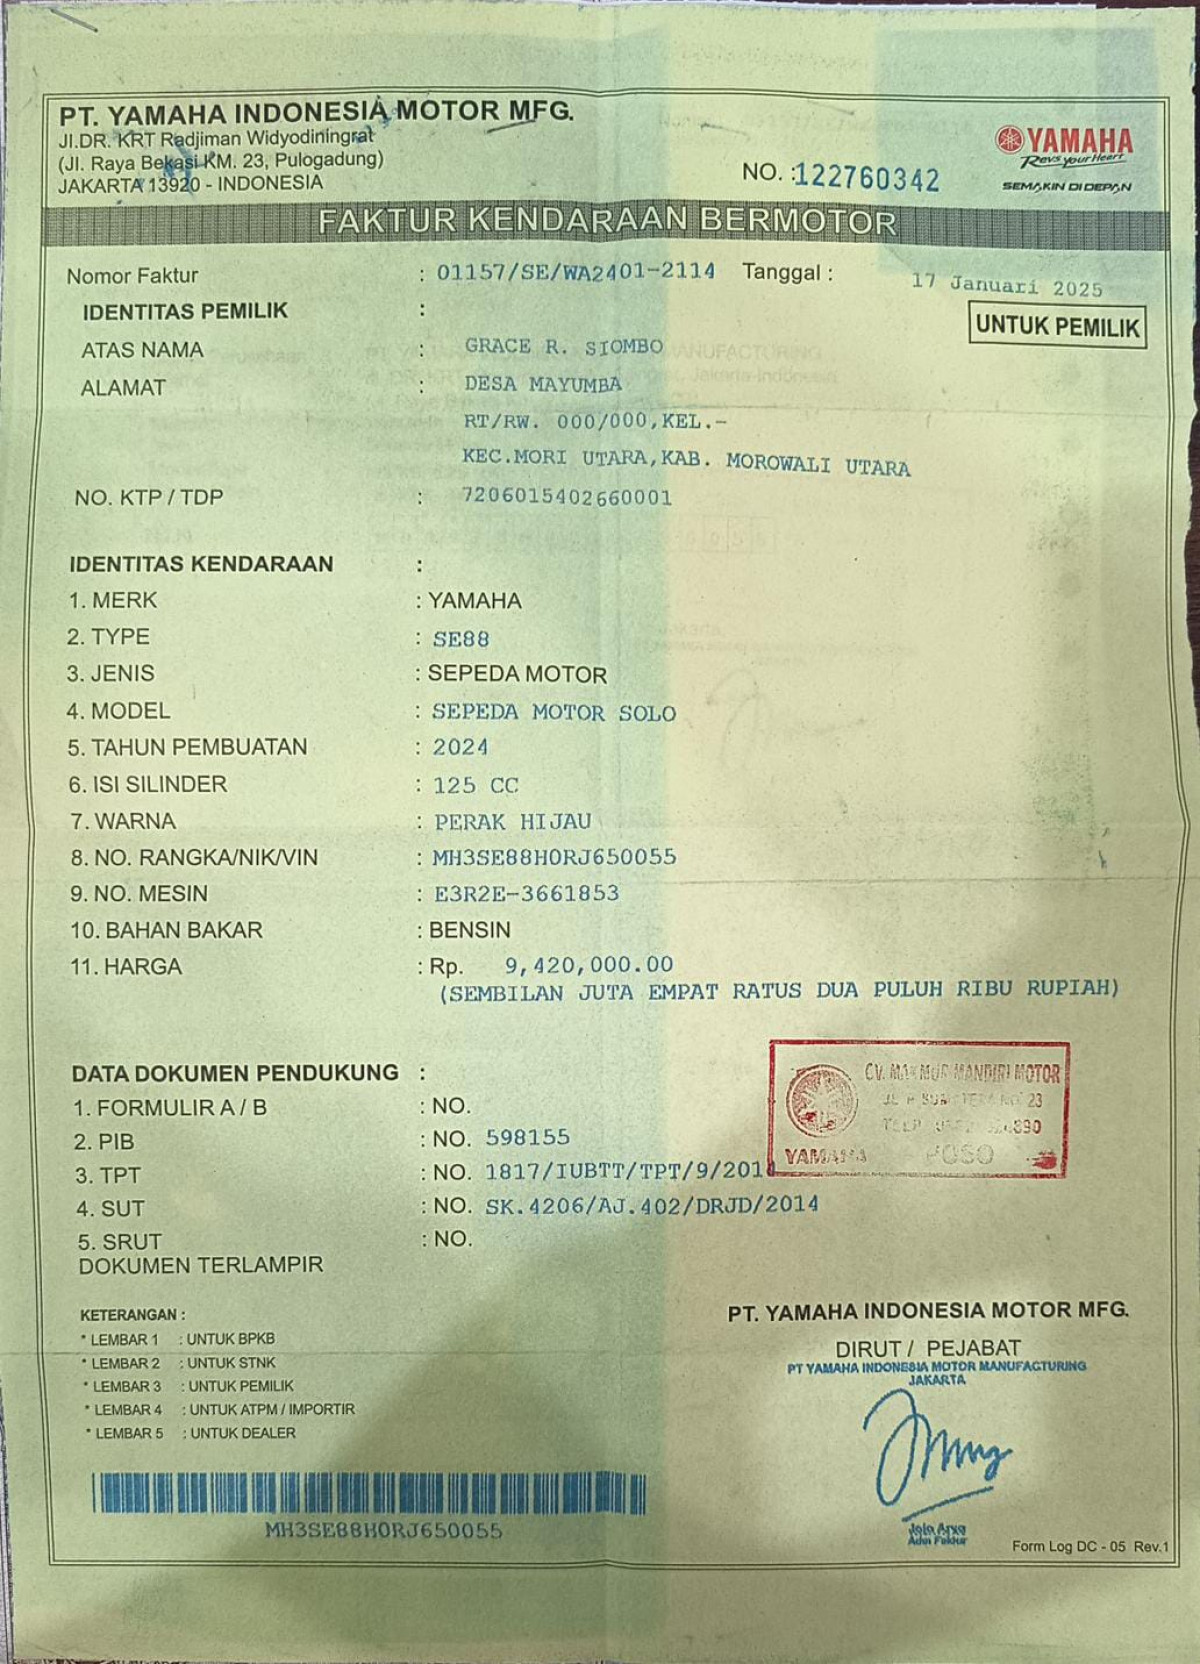 PT. YAMAHA INDONESIA MOTOR MFG.
Jl.DR. KRT Radjiman Widyodiningrat
(Jl. Raya Bekasi KM. 23, Pulogadung)
JAKARTA 13920 - INDONESIA
NO. :122760342
YAMAHA
Revs your Heart
SEMAKIN DI DEPAN
FAKTUR KENDARAAN BERMOTOR
Nomor Faktur : 01157/SE/WA2401-2114 Tanggal : 17 Januari 2025
IDENTITAS PEMILIK :
UNTUK PEMILIK
ATAS NAMA : GRACE R. SIOMBO
ALAMAT : DESA MAYUMBA
RT/RW. 000/000,KEL.-
KEC.MORI UTARA,KAB. MOROWALI UTARA
NO. KTP / TDP : 7206015402660001
IDENTITAS KENDARAAN :
1. MERK : YAMAHA
2. TYPE : SE88
3. JENIS : SEPEDA MOTOR
4. MODEL : SEPEDA MOTOR SOLO
5. TAHUN PEMBUATAN : 2024
6. ISI SILINDER : 125 CC
7. WARNA : PERAK HIJAU
8. NO. RANGKA/NIK/VIN : MH3SE88H0RJ650055
9. NO. MESIN : E3R2E-3661853
10. BAHAN BAKAR : BENSIN
11. HARGA : Rp. 9,420,000.00
(SEMBILAN JUTA EMPAT RATUS DUA PULUH RIBU RUPIAH)
DATA DOKUMEN PENDUKUNG :
1. FORMULIR A / B : NO.
2. PIB : NO. 598155
3. TPT : NO. 1817/IUBTT/TPT/9/2014
4. SUT : NO. SK.4206/AJ.402/DRJD/2014
5. SRUT : NO.
DOKUMEN TERLAMPIR
CV. MAKMUR MANDIRI MOTOR
23
YAMAHA POSO
KETERANGAN :
* LEMBAR 1 : UNTUK BPKB
* LEMBAR 2 : UNTUK STNK
* LEMBAR 3 : UNTUK PEMILIK
* LEMBAR 4 : UNTUK ATPM / IMPORTIR
* LEMBAR 5 : UNTUK DEALER
MH3SE88H0RJ650055
PT. YAMAHA INDONESIA MOTOR MFG.
DIRUT / PEJABAT
PT YAMAHA INDONESIA MOTOR MANUFACTURING
JAKARTA
Adm Faktur
Form Log DC - 05 Rev.1